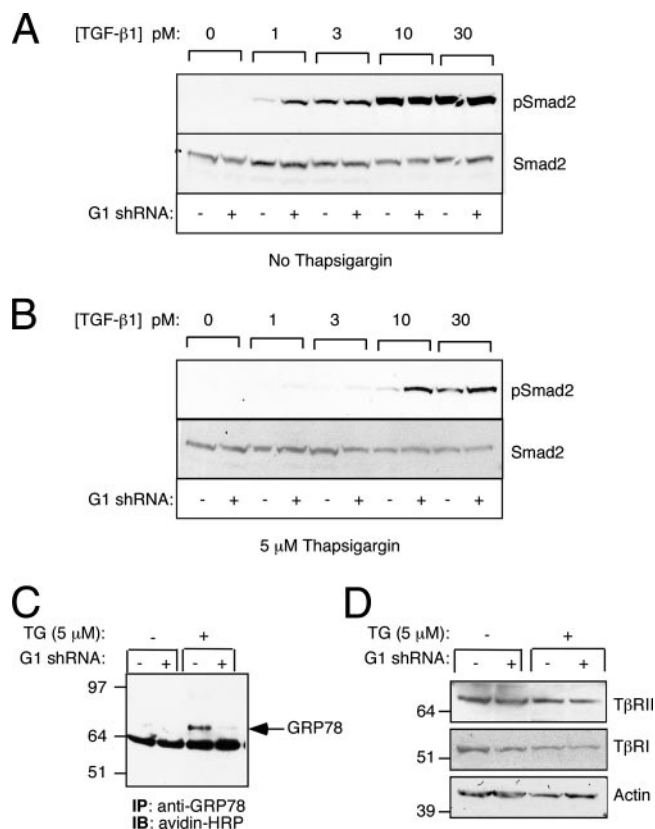 A
[TGF-β1] pM: 0 1 3 10 30
pSmad2
Smad2
G1 shRNA: - + - + - + - + - +
No Thapsigargin
B
[TGF-β1] pM: 0 1 3 10 30
pSmad2
Smad2
G1 shRNA: - + - + - + - + - +
5 μM Thapsigargin
C
TG (5 μM): - +
G1 shRNA: - + - +
97
64
51
GRP78
IP: anti-GRP78
IB: avidin-HRP
D
TG (5 μM): - +
G1 shRNA: - + - +
64
TβRII
51
TβRI
39
Actin